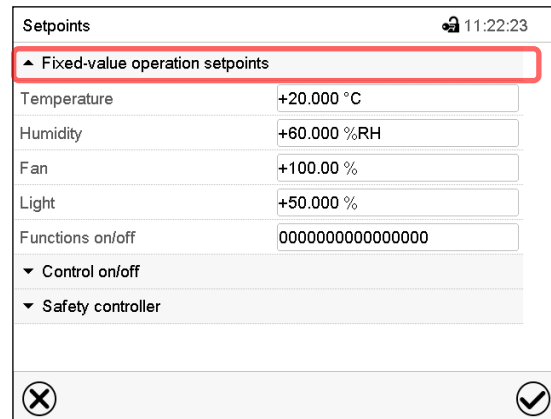 Setpoints 11:22:23
Fixed-value operation setpoints
Temperature +20.000 °C
Humidity +60.000 %RH
Fan +100.00 %
Light +50.000 %
Functions on/off 0000000000000000
Control on/off
Safety controller